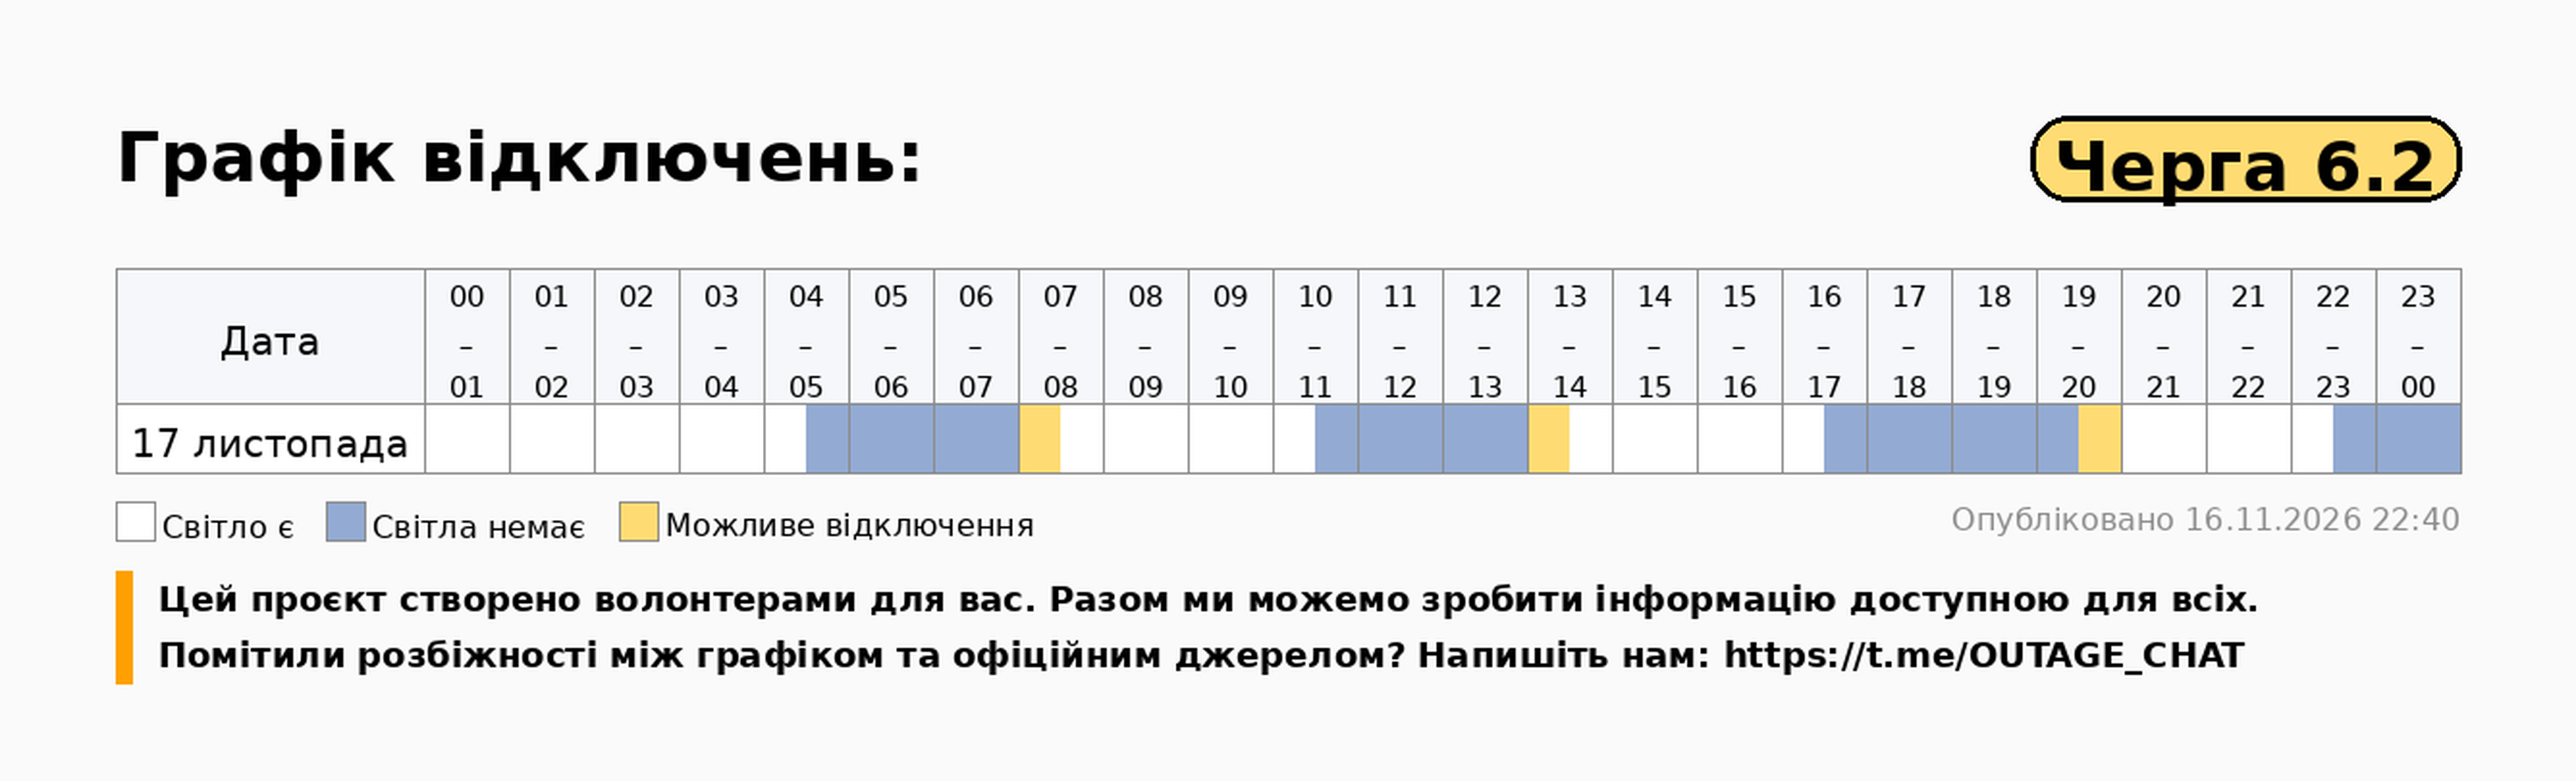 Графік відключень:
Черга 6.2
Дата 00 – 01 01 – 02 02 – 03 03 – 04 04 – 05 05 – 06 06 – 07 07 – 08 08 – 09 09 – 10 10 – 11 11 – 12 12 – 13 13 – 14 14 – 15 15 – 16 16 – 17 17 – 18 18 – 19 19 – 20 20 – 21 21 – 22 22 – 23 23 – 00
17 листопада
Світло є Світла немає Можливе відключення
Опубліковано 16.11.2026 22:40
Цей проєкт створено волонтерами для вас. Разом ми можемо зробити інформацію доступною для всіх.
Помітили розбіжності між графіком та офіційним джерелом? Напишіть нам: https://t.me/OUTAGE_CHAT